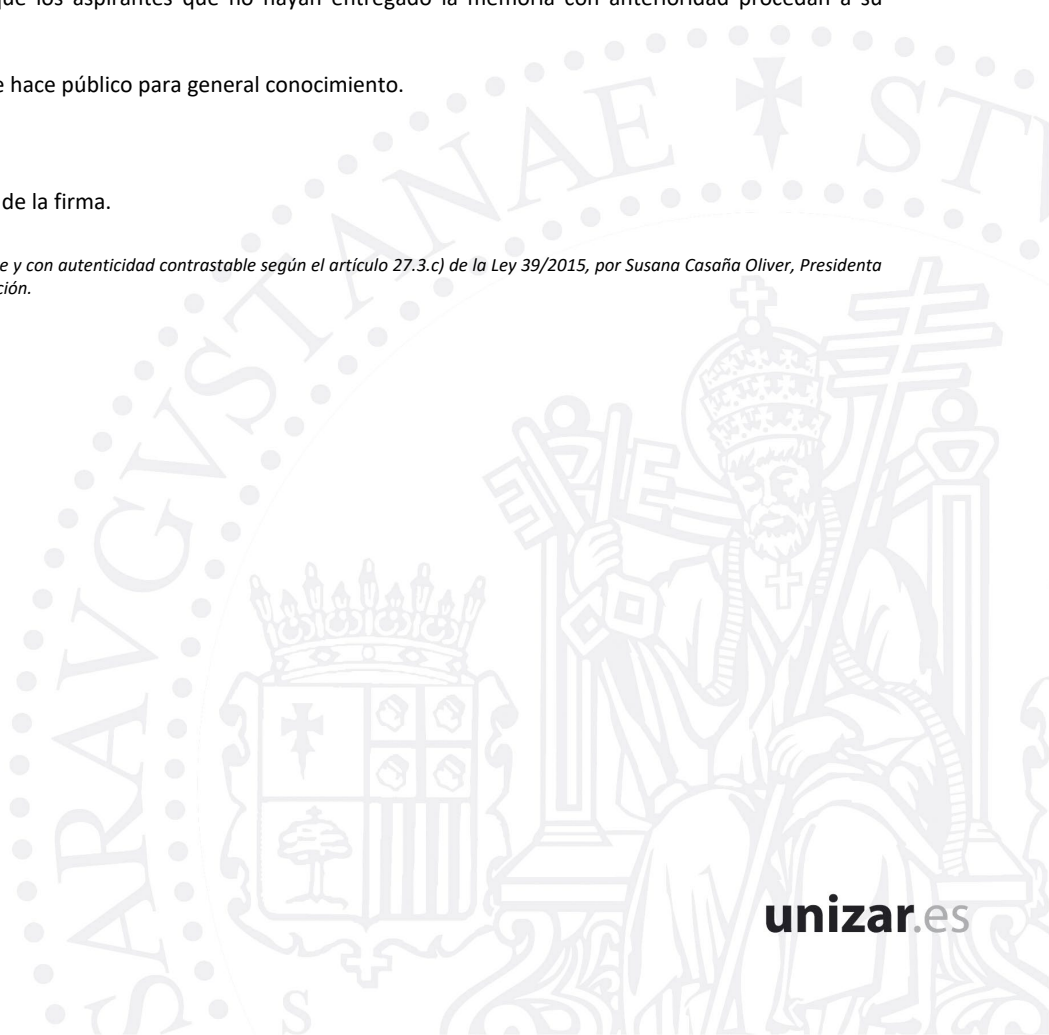 que los aspirantes que no hayan entregado la memoria con anterioridad procedan a su
e hace público para general conocimiento.
de la firma.
e y con autenticidad contrastable según el artículo 27.3.c) de la Ley 39/2015, por Susana Casaña Oliver, Presidenta
ción.
SARAVGVSTANAE ST
S
unizar.es